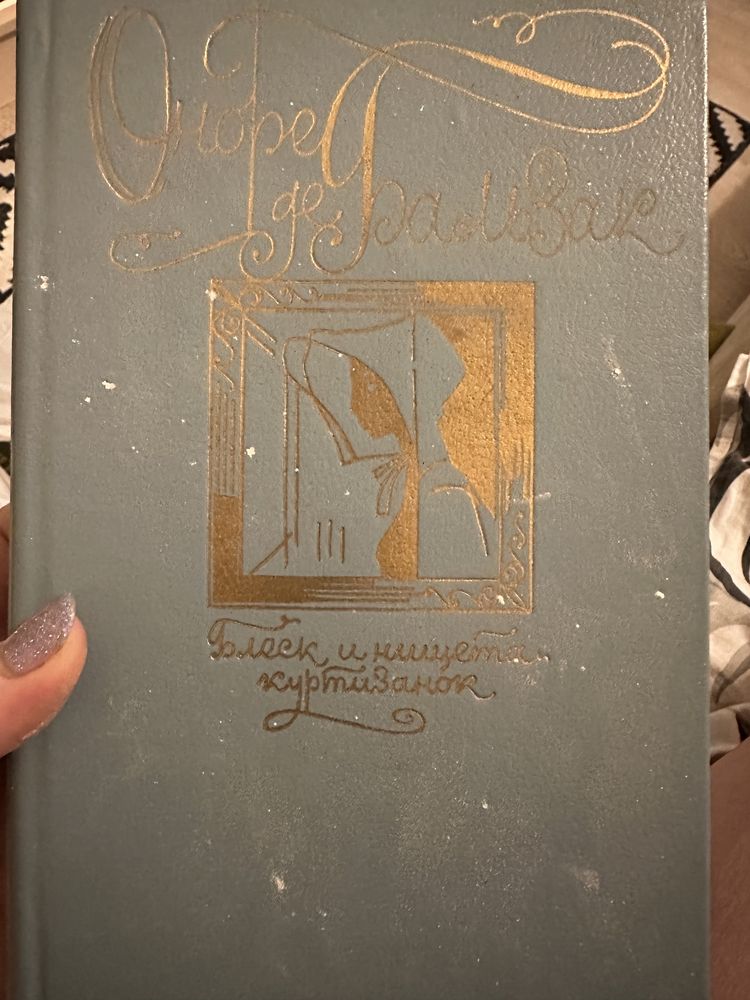 Оноре
де Бальзак
Блеск и нищета
куртизанок